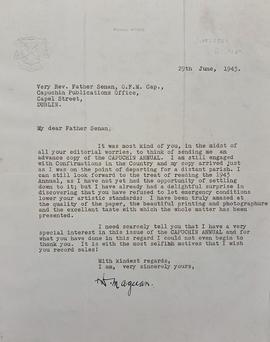 29th June, 1945.
Very Rev. Father Senan, O.F.M. Cap.,
Capuchin Publications Office,
Capel Street,
DUBLIN.
My dear Father Senan,
It was most kind of you, in the midst of
all your editorial worries, to think of sending me an
advance copy of the CAPUCHIN ANNUAL. I am still engaged
with Confirmations in the Country and my copy arrived just
as I was on the point of departing for a distant parish. I
can still look forward to the treat of reading the 1945
Annual, as I have not yet had the opportunity of settling
down to it; but I have already had a delightful surprise in
discovering that you have refused to let emergency conditions
lower your artistic standards; I have been truly amazed at
the quality of the paper, the beautiful printing and photogravure
and the excellent taste with which the whole matter has been
presented.
I need scarcely tell you that I have a very
special interest in this issue of the CAPUCHIN ANNUAL and for
what you have done in this regard I could not even begin to
thank you. It is with the most selfish motives that I wish
you record sales!
With kindest regards,
I am, very sincerely yours,